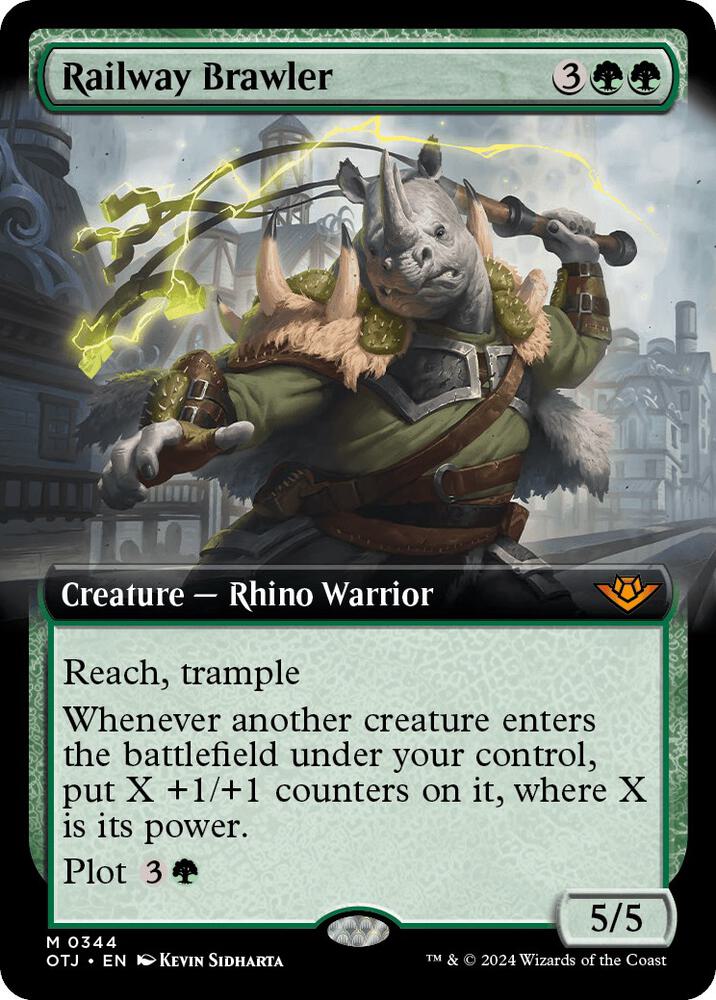 Railway Brawler 3
Creature — Rhino Warrior
Reach, trample
Whenever another creature enters
the battlefield under your control,
put X +1/+1 counters on it, where X
is its power.
Plot 3
5/5
M 0344
OTJ • EN Kevin Sidharta
™ & © 2024 Wizards of the Coast